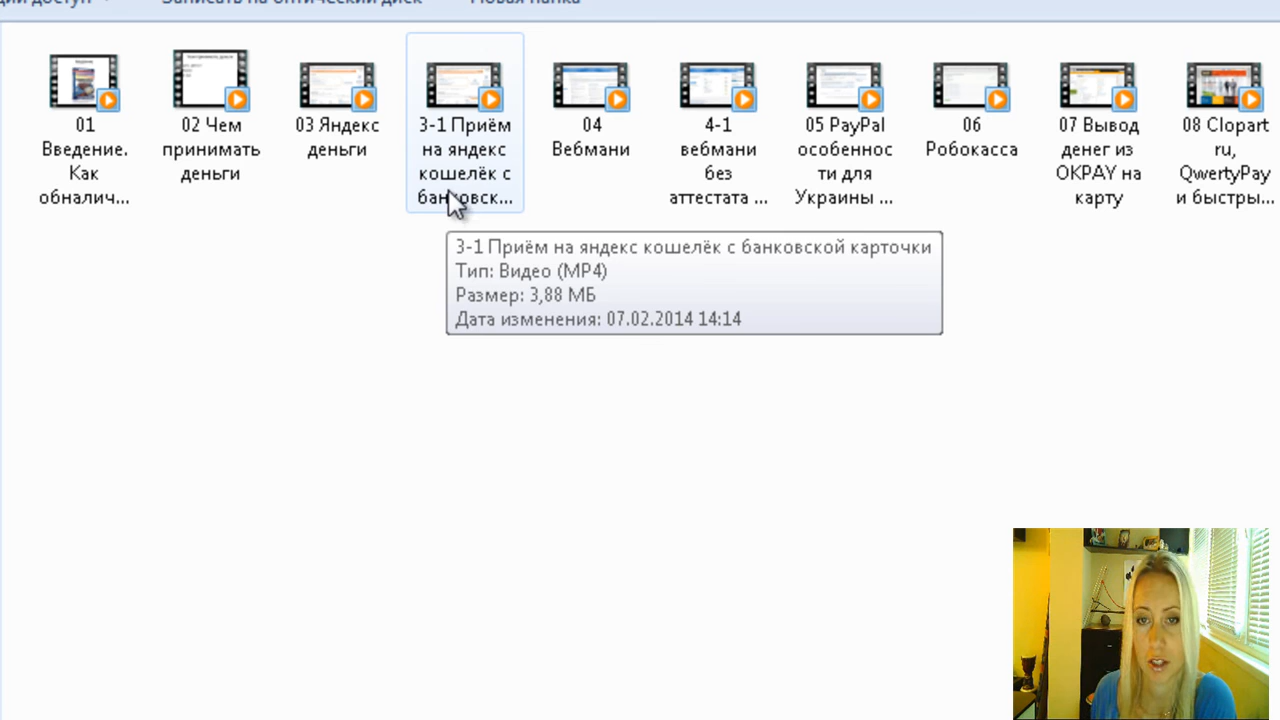 Записать на оптический диск Новая папка
01 Введение. Как обналич...
02 Чем принимать деньги
03 Яндекс деньги
3-1 Приём на яндекс кошелёк с банковск...
04 Вебмани
4-1 вебмани без аттестата ...
05 PayPal особеннос ти для Украины ...
06 Робокасса
07 Вывод денег из OKPAY на карту
08 Clopart ru, QwertyPay и быстры...
3-1 Приём на яндекс кошелёк с банковской карточки
Тип: Видео (MP4)
Размер: 3,88 МБ
Дата изменения: 07.02.2014 14:14